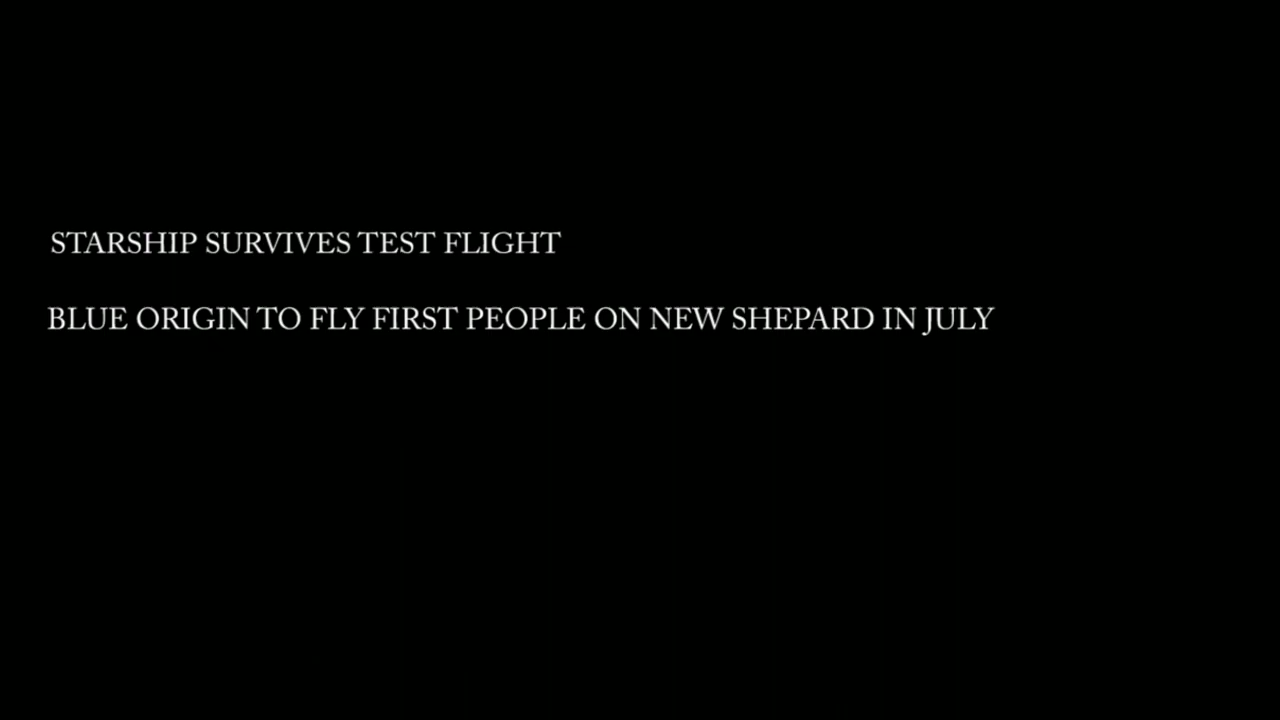 STARSHIP SURVIVES TEST FLIGHT
BLUE ORIGIN TO FLY FIRST PEOPLE ON NEW SHEPARD IN JULY